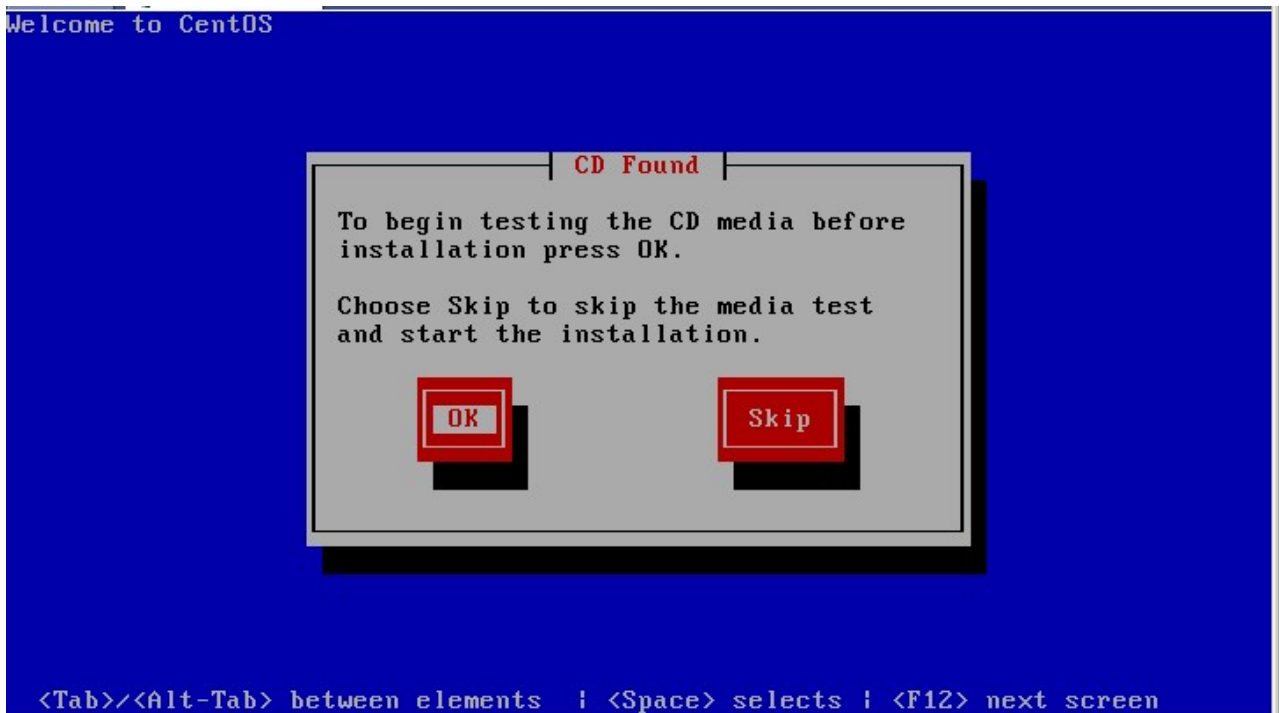 Welcome to CentOS
CD Found
To begin testing the CD media before
installation press OK.
Choose Skip to skip the media test
and start the installation.
OK Skip
<Tab>/<Alt-Tab> between elements | <Space> selects | <F12> next screen